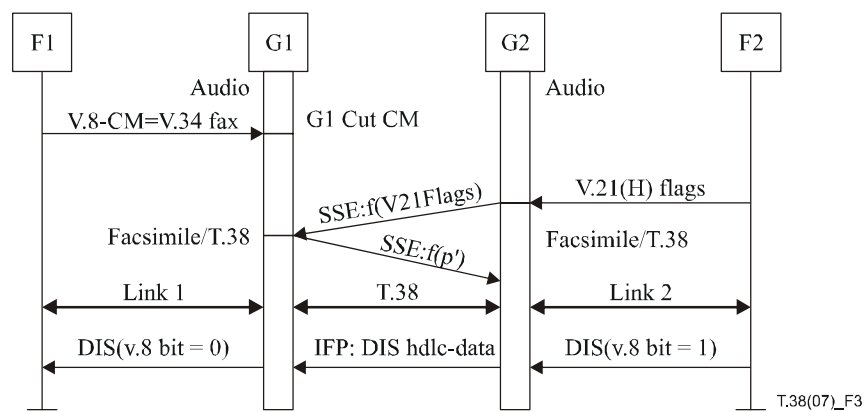 F1 G1 G2 F2
Audio Audio
V.8-CM=V.34 fax G1 Cut CM
SSE:f(V21Flags) V.21(H) flags
Facsimile/T.38 SSE:f(p') Facsimile/T.38
Link 1 T.38 Link 2
DIS(v.8 bit = 0) IFP: DIS hdlc-data DIS(v.8 bit = 1)
T.38(07)_F3